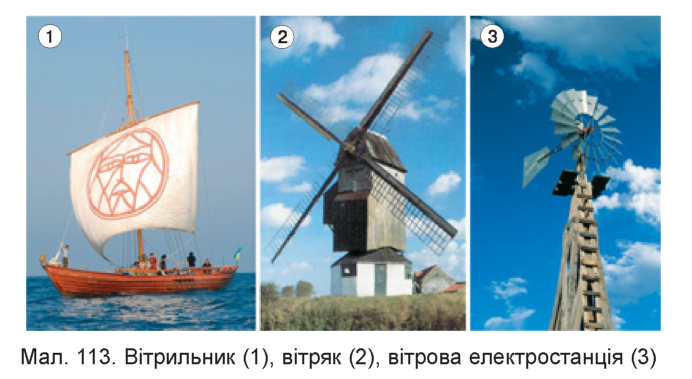 1
2
3
Мал. 113. Вітрильник (1), вітряк (2), вітрова електростанція (3)